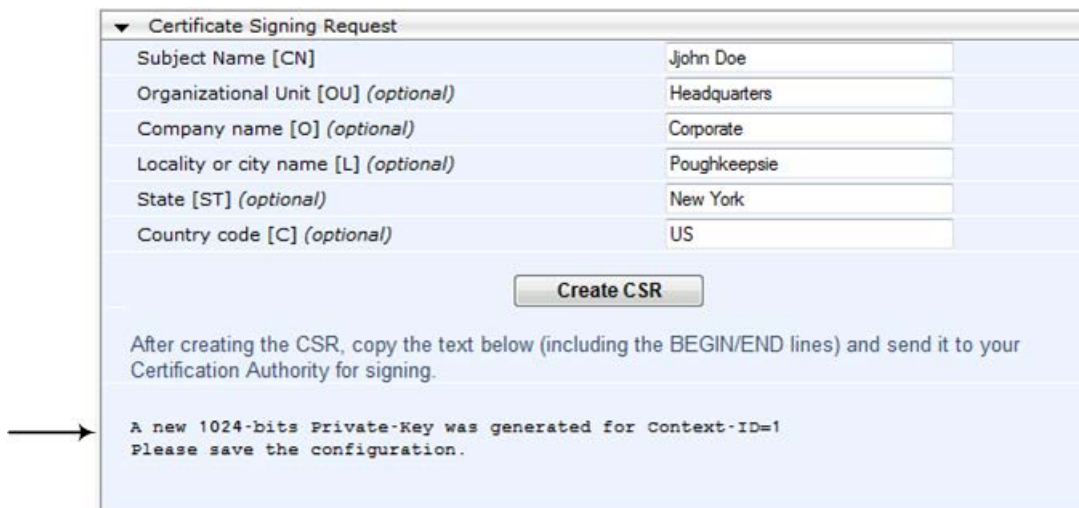 Certificate Signing Request
Subject Name [CN] Jjohn Doe
Organizational Unit [OU] (optional) Headquarters
Company name [O] (optional) Corporate
Locality or city name [L] (optional) Poughkeepsie
State [ST] (optional) New York
Country code [C] (optional) US
Create CSR
After creating the CSR, copy the text below (including the BEGIN/END lines) and send it to your
Certification Authority for signing.
A new 1024-bits Private-Key was generated for Context-ID=1
Please save the configuration.